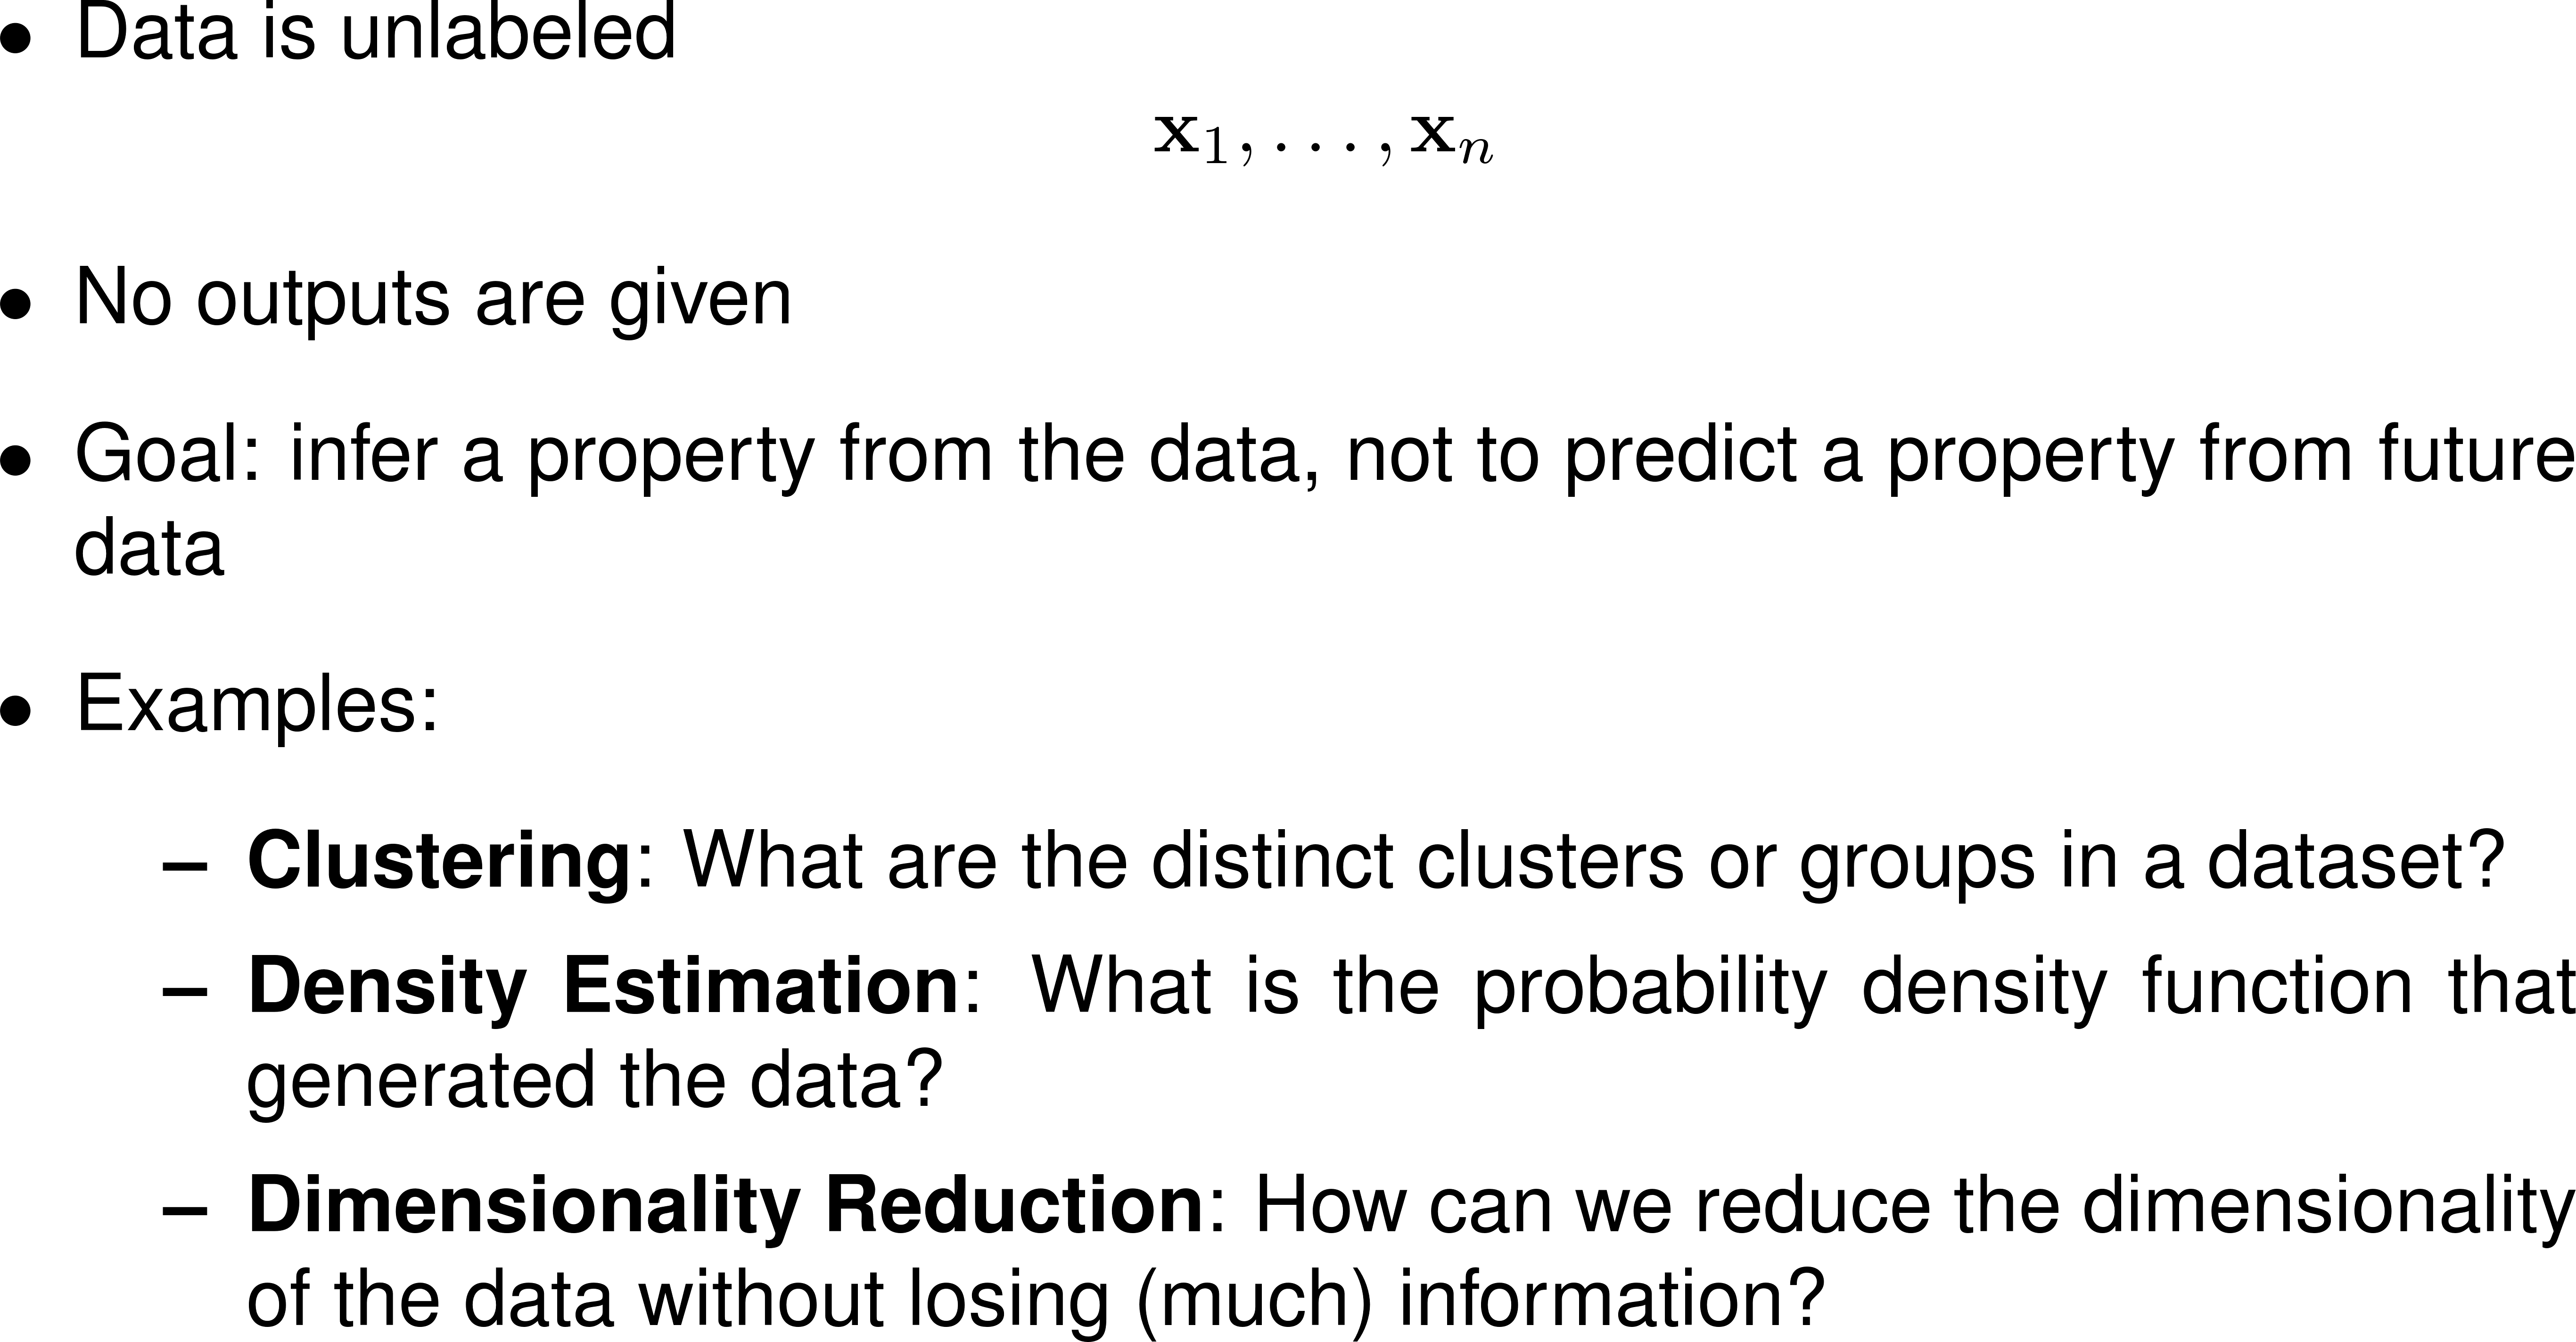 • Data is unlabeled
x₁, . . . , xₙ
• No outputs are given
• Goal: infer a property from the data, not to predict a property from future
data
• Examples:
– Clustering: What are the distinct clusters or groups in a dataset?
– Density Estimation: What is the probability density function that
generated the data?
– Dimensionality Reduction: How can we reduce the dimensionality
of the data without losing (much) information?